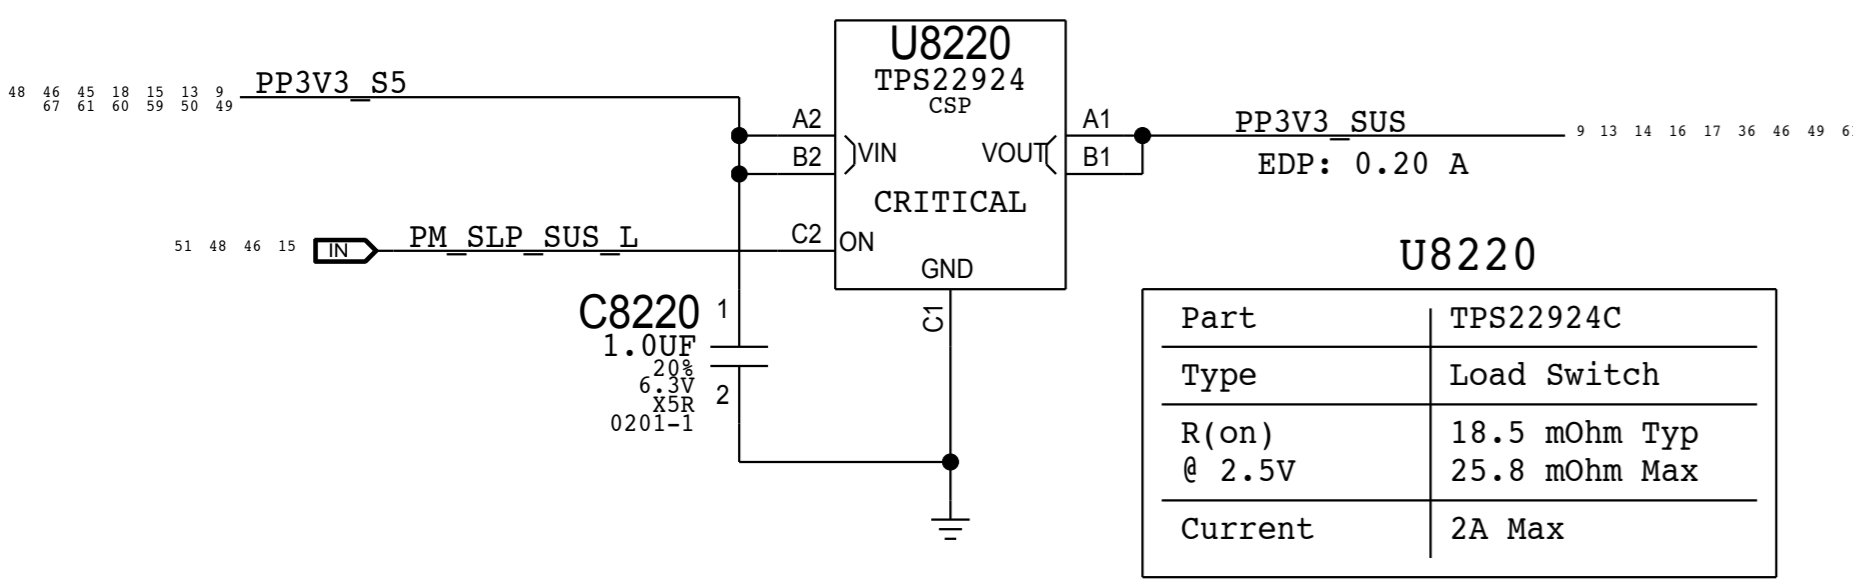 U8220
TPS22924
CSP
48 46 45 18 15 13 9
67 61 60 59 50 49
PP3V3_S5
A2
B2
VIN
VOUT
A1
B1
PP3V3_SUS
9 13 14 16 17 36 46 49
EDP: 0.20 A
CRITICAL
51 48 46 15
IN
PM_SLP_SUS_L
C2
ON
GND
C1
C8220
1.0UF
20%
6.3V
X5R
0201-1
1
2
U8220
Part TPS22924C
Type Load Switch
R(on) 18.5 mOhm Typ
@ 2.5V 25.8 mOhm Max
Current 2A Max